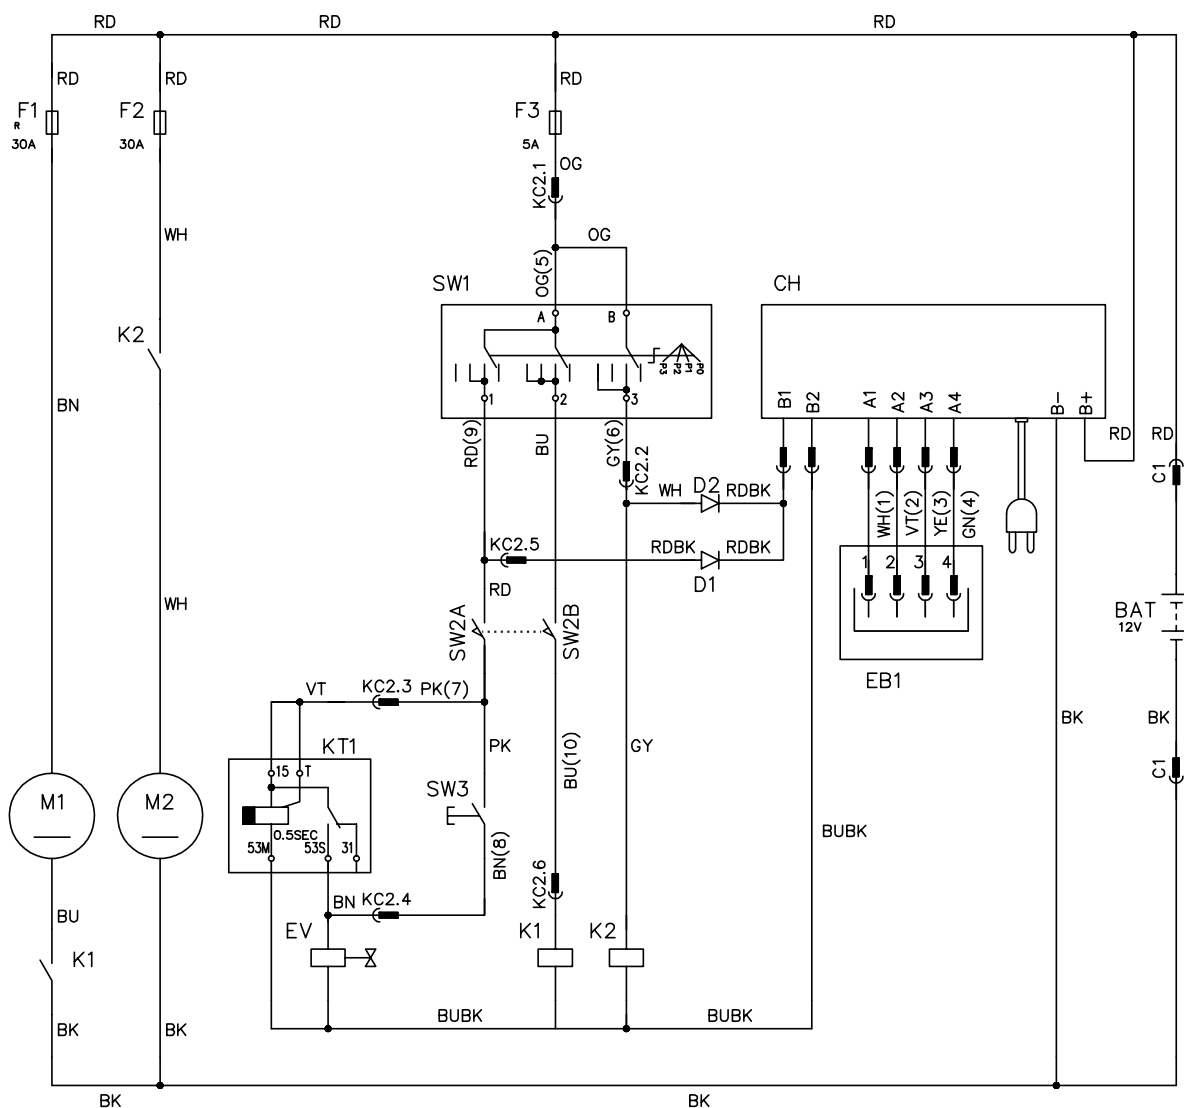 RD RD RD
RD RD RD
F1 F2 F3
R
30A 30A 5A
OG
KC2.1
WH OG
OG(5)
SW1 CH
A B
K2
P3 P2 P1 P0
1 2 3
B1 B2 A1 A2 A3 A4 B- B+
BN
RD(9) BU GY(6) KC2.2
RD RD
C1
WH D2 RDBK
WH(1) VT(2) YE(3) GN(4)
KC2.5 RDBK RDBK
D1
1 2 3 4
RD
WH
SW2A SW2B
BAT
12V
EB1
VT KC2.3 PK(7)
BK BK
KT1 PK BU(10) GY
15 T
C1
M1 M2
SW3
0.5SEC
53M 53S 31
BN(8)
BUBK
KC2.6
BN KC2.4
BU
EV K1 K2
K1
BUBK BUBK
BK BK
BK BK